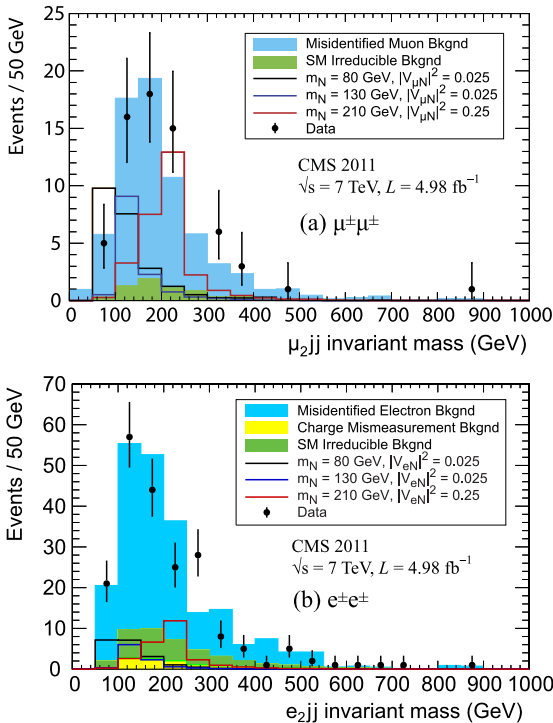 Events / 50 GeV
25
20
15
10
5
0
Misidentified Muon Bkgnd
SM Irreducible Bkgnd
m_N = 80 GeV, |V_μN|² = 0.025
m_N = 130 GeV, |V_μN|² = 0.025
m_N = 210 GeV, |V_μN|² = 0.25
Data
CMS 2011
√s = 7 TeV, L = 4.98 fb⁻¹
(a) μ±μ±
0 100 200 300 400 500 600 700 800 900 1000
μ₂jj invariant mass (GeV)
Events / 50 GeV
70
60
50
40
30
20
10
0
Misidentified Electron Bkgnd
Charge Mismeasurement Bkgnd
SM Irreducible Bkgnd
m_N = 80 GeV, |V_eN|² = 0.025
m_N = 130 GeV, |V_eN|² = 0.025
m_N = 210 GeV, |V_eN|² = 0.25
Data
CMS 2011
√s = 7 TeV, L = 4.98 fb⁻¹
(b) e±e±
0 100 200 300 400 500 600 700 800 900 1000
e₂jj invariant mass (GeV)